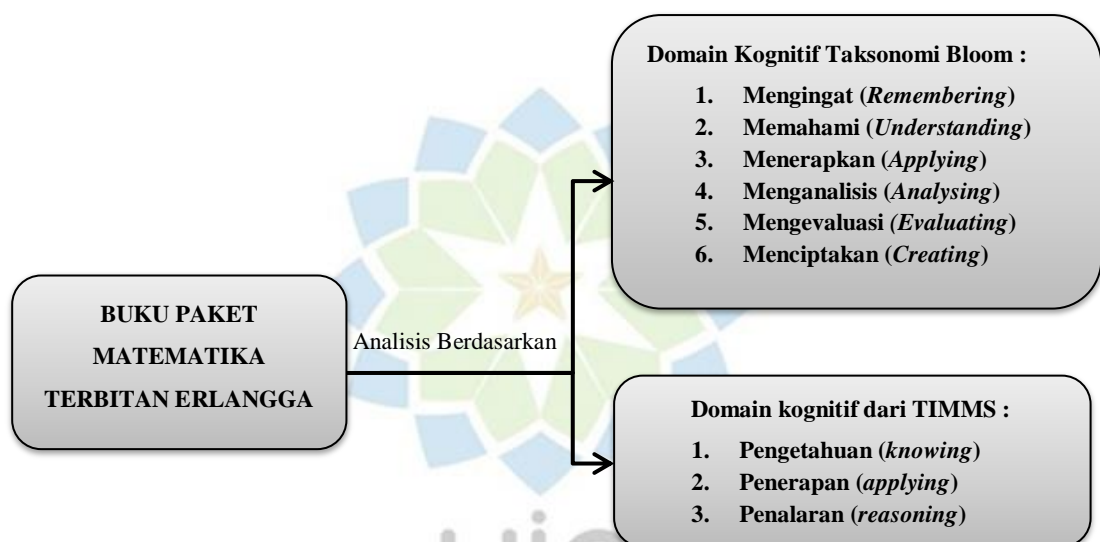 BUKU PAKET
MATEMATIKA
TERBITAN ERLANGGA
Analisis Berdasarkan
Domain Kognitif Taksonomi Bloom :
1. Mengingat (Remembering)
2. Memahami (Understanding)
3. Menerapkan (Applying)
4. Menganalisis (Analysing)
5. Mengevaluasi (Evaluating)
6. Menciptakan (Creating)
Domain kognitif dari TIMMS :
1. Pengetahuan (knowing)
2. Penerapan (applying)
3. Penalaran (reasoning)